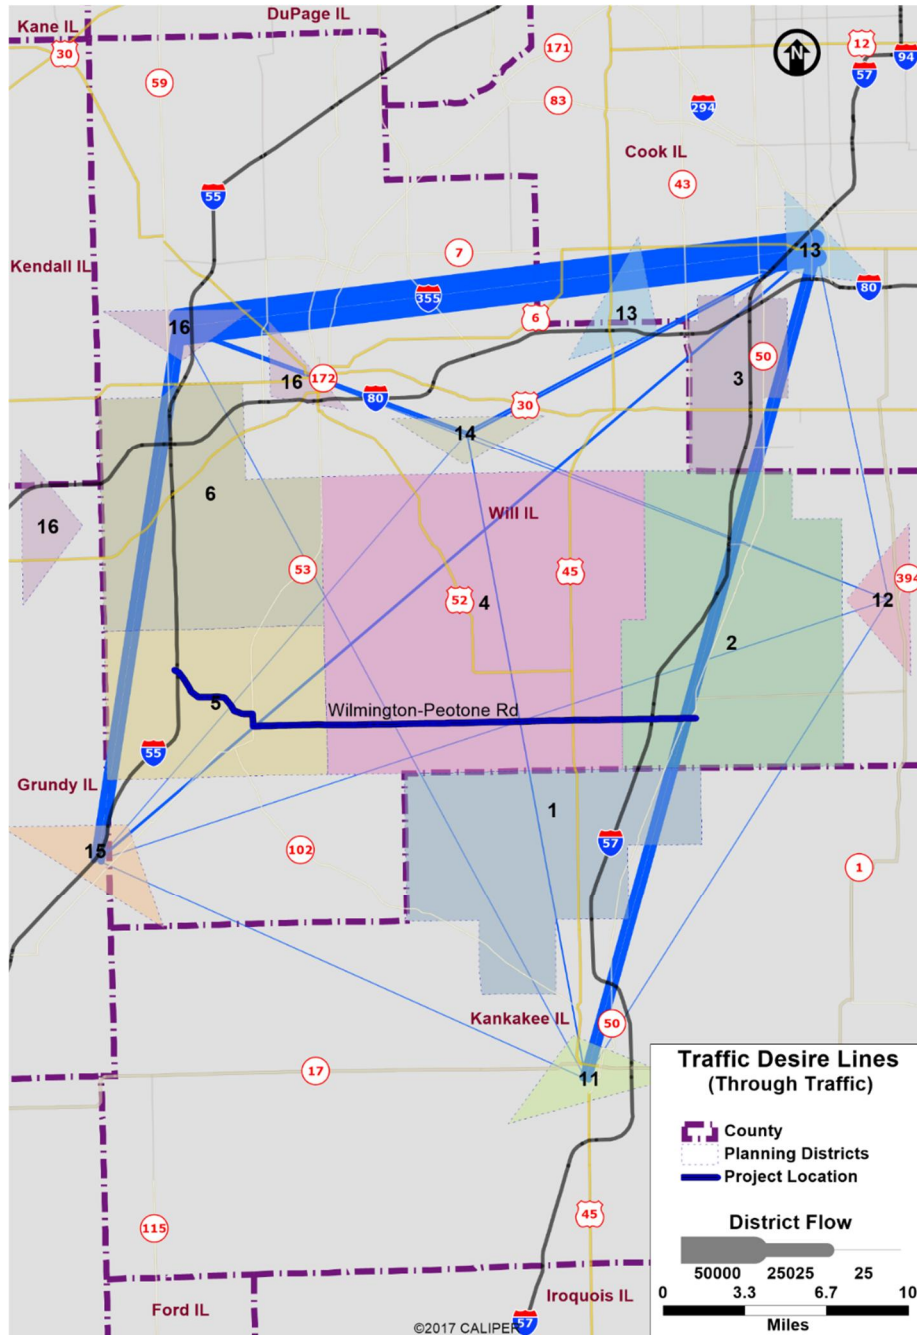 Kane IL
DuPage IL
30
59
171
83
12
N
57
94
294
Cook IL
43
55
Kendall IL
7
13
355
80
16
6
13
172
16
50
3
80
30
14
6
16
Will IL
53
45
4
52
394
12
2
5
Wilmington-Peotone Rd
55
Grundy IL
1
15
102
57
1
Kankakee IL
50
17
11
115
45
Ford IL
Iroquois IL
57
©2017 CALIPER
Traffic Desire Lines
(Through Traffic)
County
Planning Districts
Project Location
District Flow
50000 25025 25
0 3.3 6.7 10
Miles